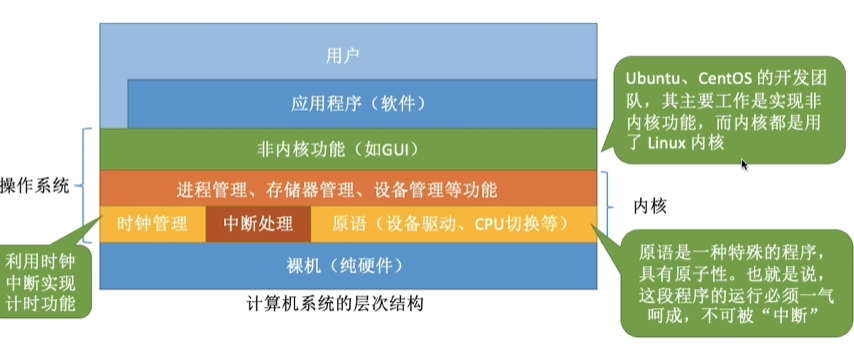 用户
应用程序（软件）
非内核功能（如GUI）
进程管理、存储器管理、设备管理等功能
时钟管理
中断处理
原语（设备驱动、CPU切换等）
裸机（纯硬件）
计算机系统的层次结构
操作系统
内核
利用时钟
中断实现
计时功能
Ubuntu、CentOS 的开发团
队，其主要工作是实现非
内核功能，而内核都是用
了 Linux 内核
原语是一种特殊的程序，
具有原子性。也就是说，
这段程序的运行必须一气
呵成，不可被“中断”